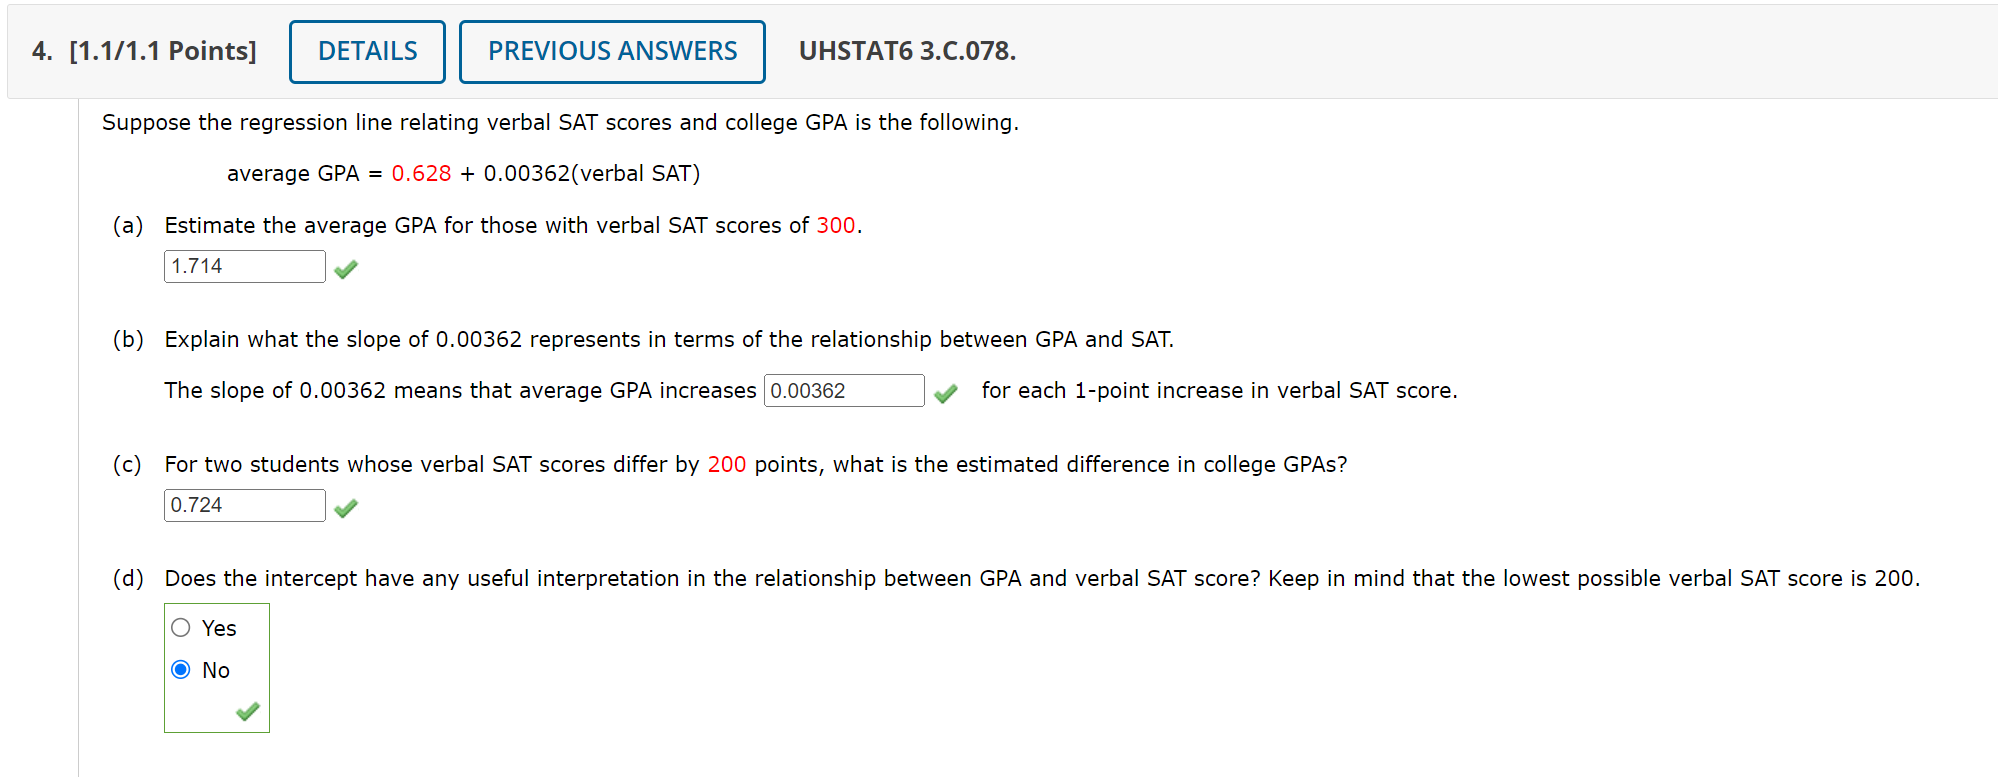 4. [1.1/1.1 Points] DETAILS PREVIOUS ANSWERS UHSTAT6 3.C.078.
Suppose the regression line relating verbal SAT scores and college GPA is the following.
average GPA = 0.628 + 0.00362(verbal SAT)
(a) Estimate the average GPA for those with verbal SAT scores of 300.
1.714
(b) Explain what the slope of 0.00362 represents in terms of the relationship between GPA and SAT.
The slope of 0.00362 means that average GPA increases 0.00362 for each 1-point increase in verbal SAT score.
(c) For two students whose verbal SAT scores differ by 200 points, what is the estimated difference in college GPAs?
0.724
(d) Does the intercept have any useful interpretation in the relationship between GPA and verbal SAT score? Keep in mind that the lowest possible verbal SAT score is 200.
Yes
No